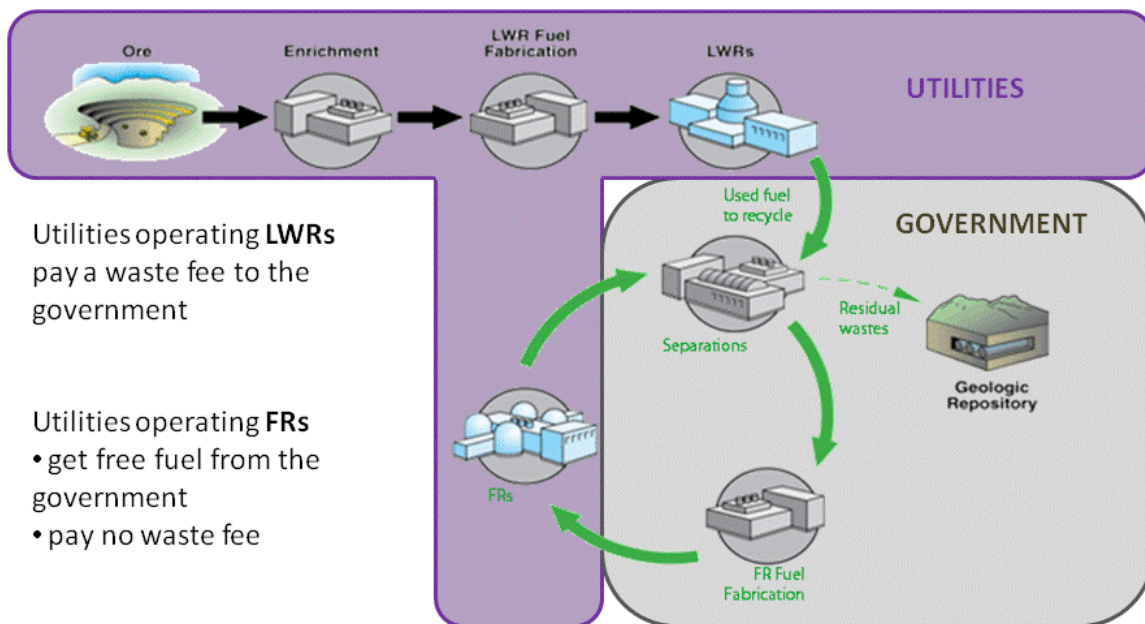 Ore
Enrichment
LWR Fuel
Fabrication
LWRs
UTILITIES
Used fuel
to recycle
GOVERNMENT
Utilities operating LWRs
pay a waste fee to the
government
Separations
Residual
wastes
Geologic
Repository
Utilities operating FRs
• get free fuel from the
government
• pay no waste fee
FRs
FR Fuel
Fabrication